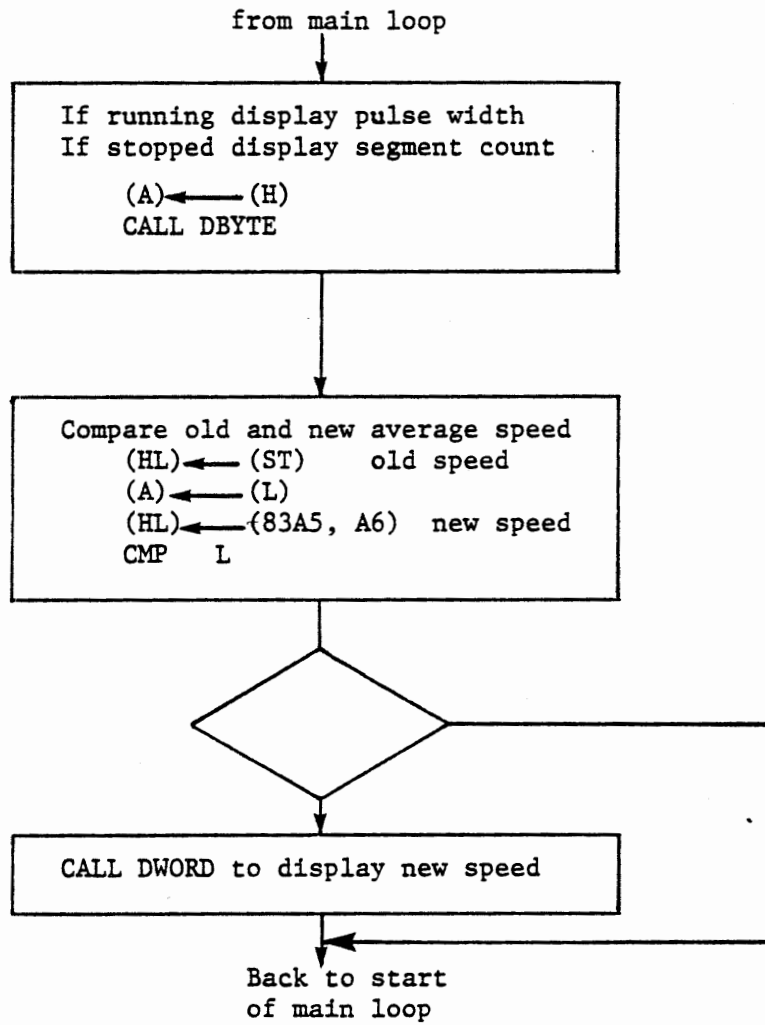 from main loop
If running display pulse width
If stopped display segment count
(A) ← (H)
CALL DBYTE
Compare old and new average speed
(HL) ← (ST) old speed
(A) ← (L)
(HL) ← (83A5, A6) new speed
CMP L
CALL DWORD to display new speed
Back to start
of main loop